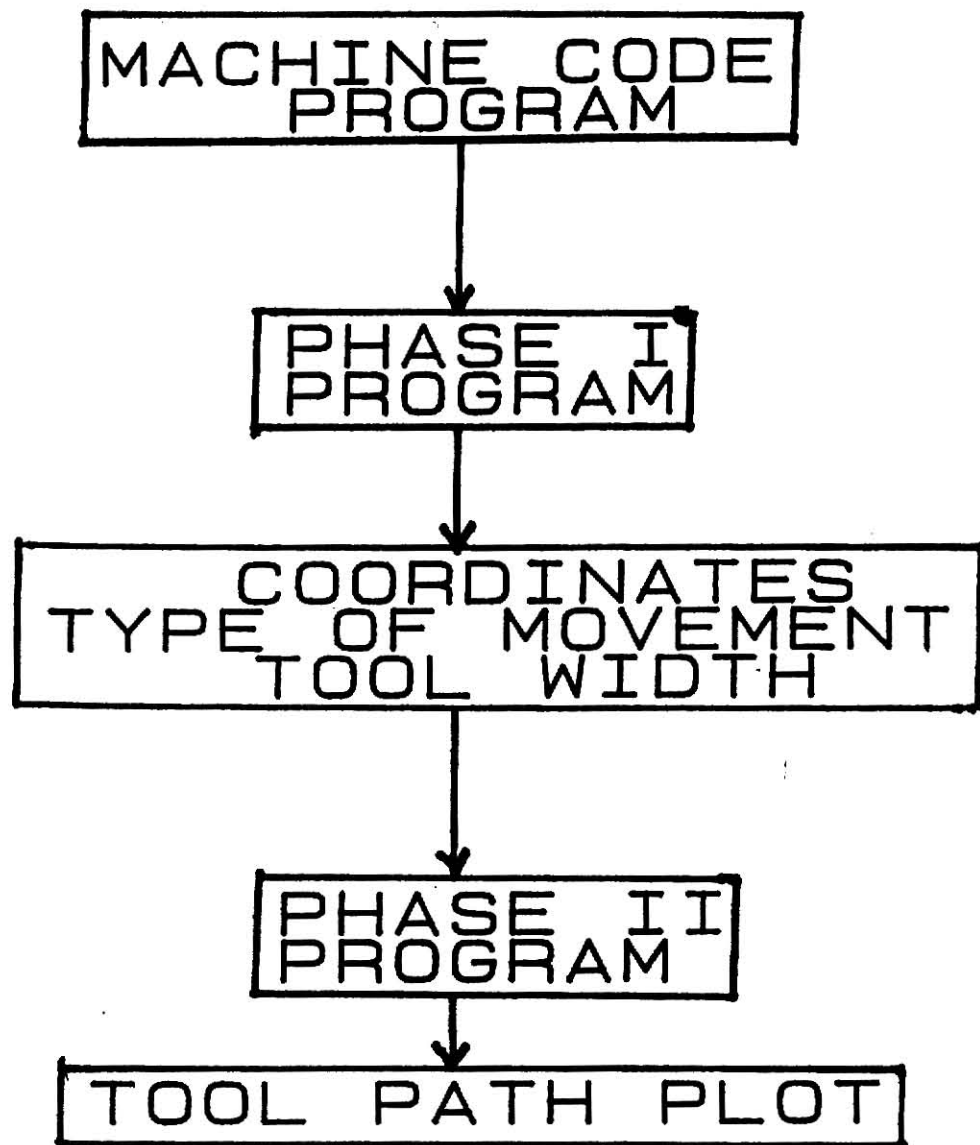 MACHINE CODE
PROGRAM
PHASE I
PROGRAM
COORDINATES
TYPE OF MOVEMENT
TOOL WIDTH
PHASE II
PROGRAM
TOOL PATH PLOT